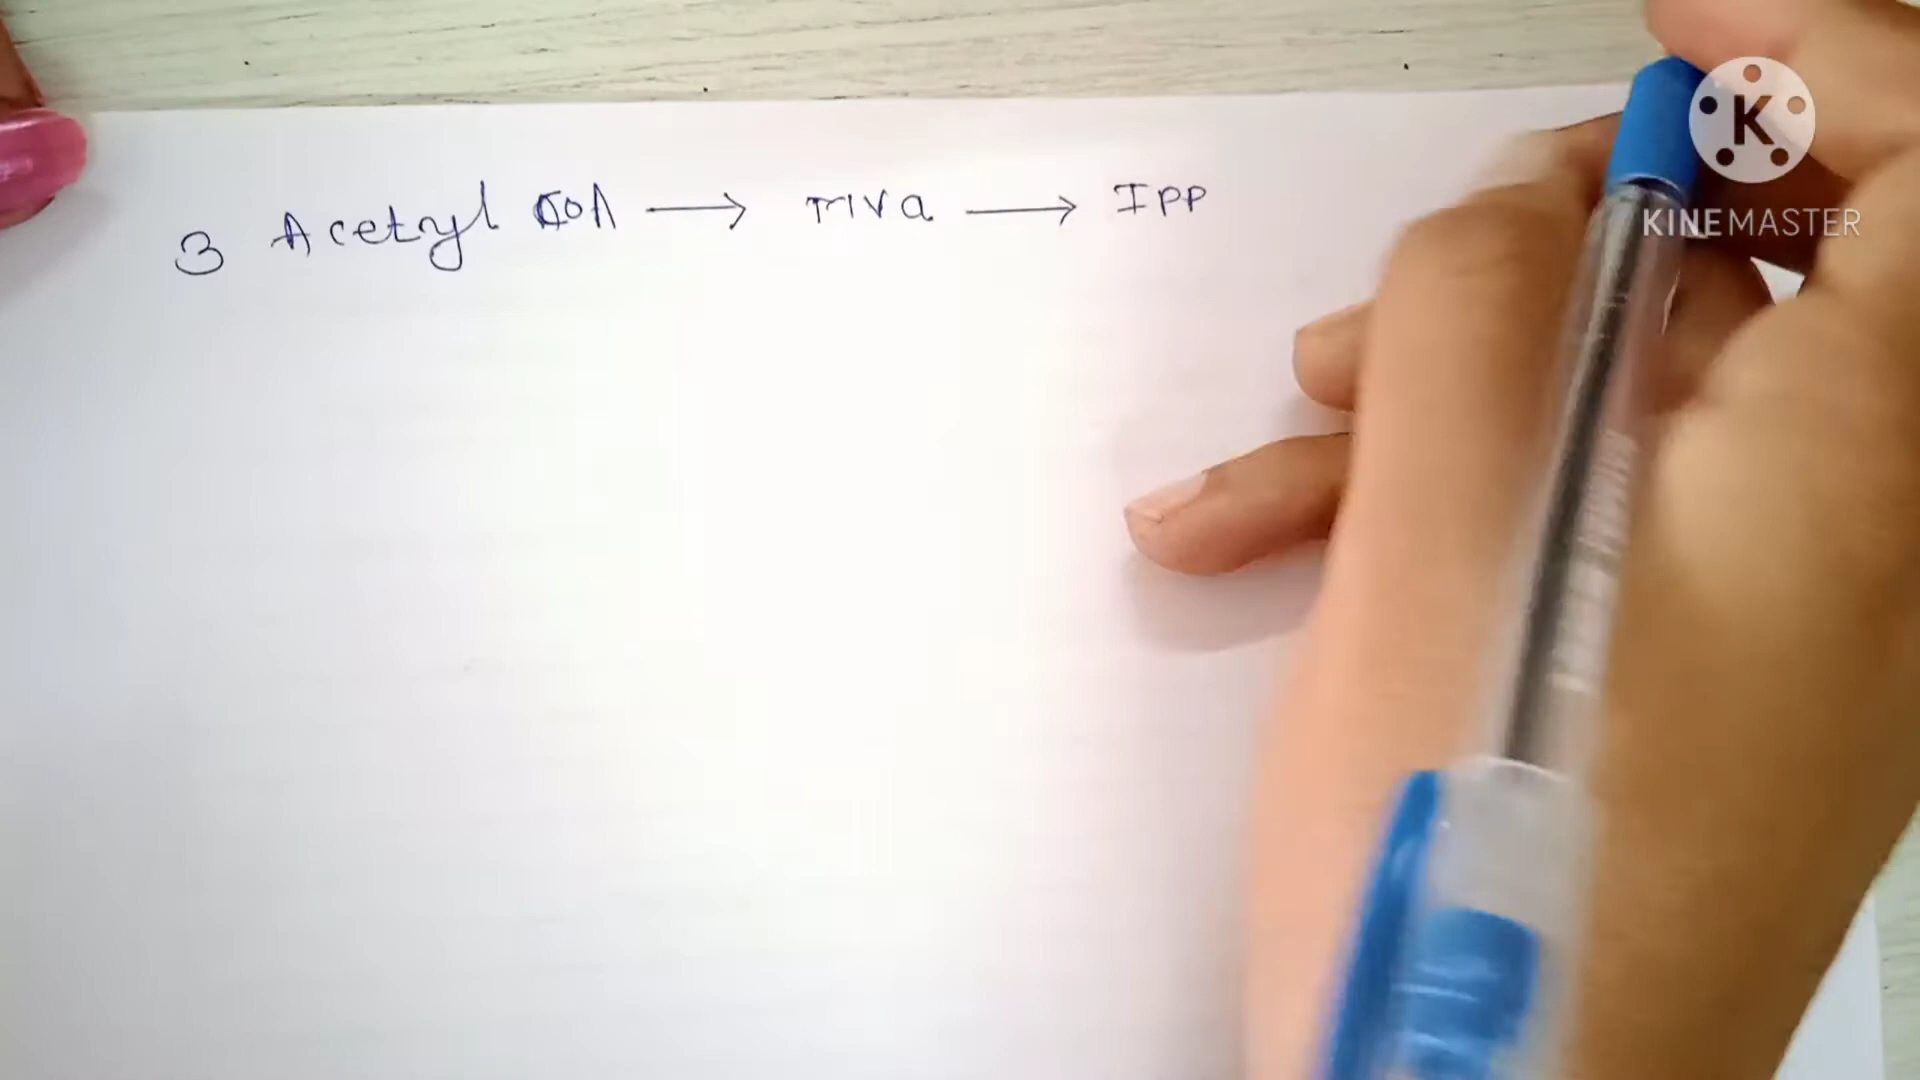 3 Acetyl CoA → MVA → IPP
K
KINEMASTER